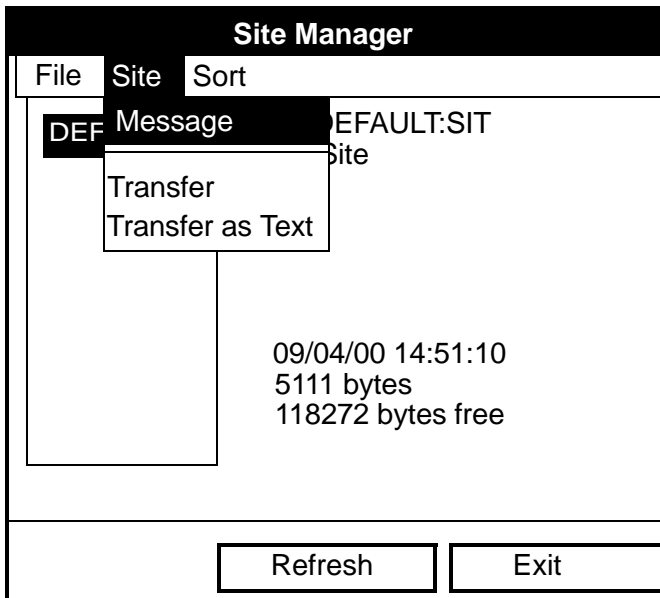 Site Manager
File Site Sort
DEF
Message
EFAULT:SIT
Site
Transfer
Transfer as Text
09/04/00 14:51:10
5111 bytes
118272 bytes free
Refresh Exit